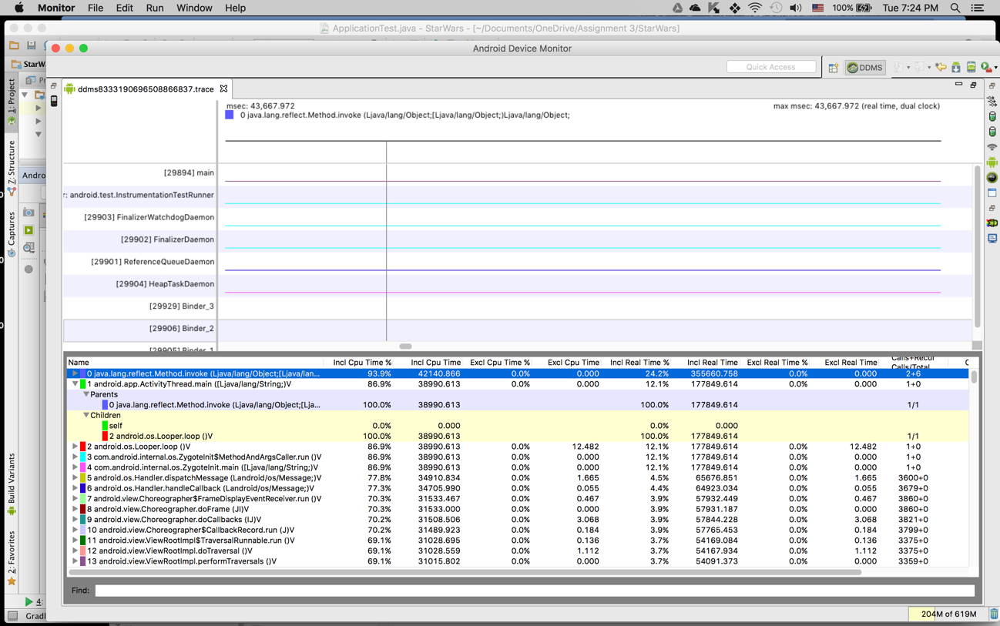 Monitor File Edit Run Window Help 100% Tue 7:24 PM
ApplicationTest.java - StarWars - [~/Documents/OneDrive/Assignment 3/StarWars]
Android Device Monitor
StarW
Quick Access DDMS
1: Project
Z: Structure
Captures
Build Variants
2: Favorites
Andro
ddms8333190696508866837.trace
msec: 43,667.972 max msec: 43,667.972 (real time, dual clock)
0 java.lang.reflect.Method.invoke (Ljava/lang/Object;[Ljava/lang/Object;)Ljava/lang/Object;
[29894] main
r: android.test.InstrumentationTestRunner
[29903] FinalizerWatchdogDaemon
[29902] FinalizerDaemon
[29901] ReferenceQueueDaemon
[29904] HeapTaskDaemon
[29929] Binder_3
[29906] Binder_2
[29905] Binder_1
Name Incl Cpu Time % Incl Cpu Time Excl Cpu Time % Excl Cpu Time Incl Real Time % Incl Real Time Excl Real Time % Excl Real Time Calls+Recur Calls/Total C
0 java.lang.reflect.Method.invoke (Ljava/lang/Object;[Ljava/lan... 93.9% 42140.866 0.0% 0.000 24.2% 355660.758 0.0% 0.000 2+6
1 android.app.ActivityThread.main ([Ljava/lang/String;)V 86.9% 38990.613 0.0% 0.000 12.1% 177849.614 0.0% 0.000 1+0
Parents
0 java.lang.reflect.Method.invoke (Ljava/lang/Object;[Lja... 100.0% 38990.613 100.0% 177849.614 1/1
Children
self 0.0% 0.000 0.0% 0.000
2 android.os.Looper.loop ()V 100.0% 38990.613 100.0% 177849.614 1/1
2 android.os.Looper.loop ()V 86.9% 38990.613 0.0% 12.482 12.1% 177849.614 0.0% 12.482 1+0
3 com.android.internal.os.ZygoteInit$MethodAndArgsCaller.run ()V 86.9% 38990.613 0.0% 0.000 12.1% 177849.614 0.0% 0.000 1+0
4 com.android.internal.os.ZygoteInit.main ([Ljava/lang/String;)V 86.9% 38990.613 0.0% 0.000 12.1% 177849.614 0.0% 0.000 1+0
5 android.os.Handler.dispatchMessage (Landroid/os/Message;)V 77.8% 34910.834 0.0% 1.665 4.5% 65676.851 0.0% 1.665 3600+0
6 android.os.Handler.handleCallback (Landroid/os/Message;)V 77.3% 34705.990 0.0% 0.055 4.4% 64923.034 0.0% 0.055 3679+0
7 android.view.Choreographer$FrameDisplayEventReceiver.run ()V 70.3% 31533.467 0.0% 0.467 3.9% 57932.449 0.0% 0.467 3860+0
8 android.view.Choreographer.doFrame (JI)V 70.3% 31533.000 0.0% 0.000 3.9% 57931.187 0.0% 0.000 3860+0
9 android.view.Choreographer.doCallbacks (IJ)V 70.2% 31508.506 0.0% 3.068 3.9% 57844.228 0.0% 3.068 3821+0
10 android.view.Choreographer$CallbackRecord.run (J)V 70.2% 31489.923 0.0% 0.184 3.9% 57765.453 0.0% 0.184 3799+0
11 android.view.ViewRootImpl$TraversalRunnable.run ()V 69.1% 31028.695 0.0% 0.136 3.7% 54169.084 0.0% 0.136 3375+0
12 android.view.ViewRootImpl.doTraversal ()V 69.1% 31028.559 0.0% 1.112 3.7% 54167.934 0.0% 1.112 3375+0
13 android.view.ViewRootImpl.performTraversals ()V 69.1% 31015.802 0.0% 0.000 3.7% 54091.373 0.0% 0.000 3359+0
Find:
4:
Gradl
204M of 619M